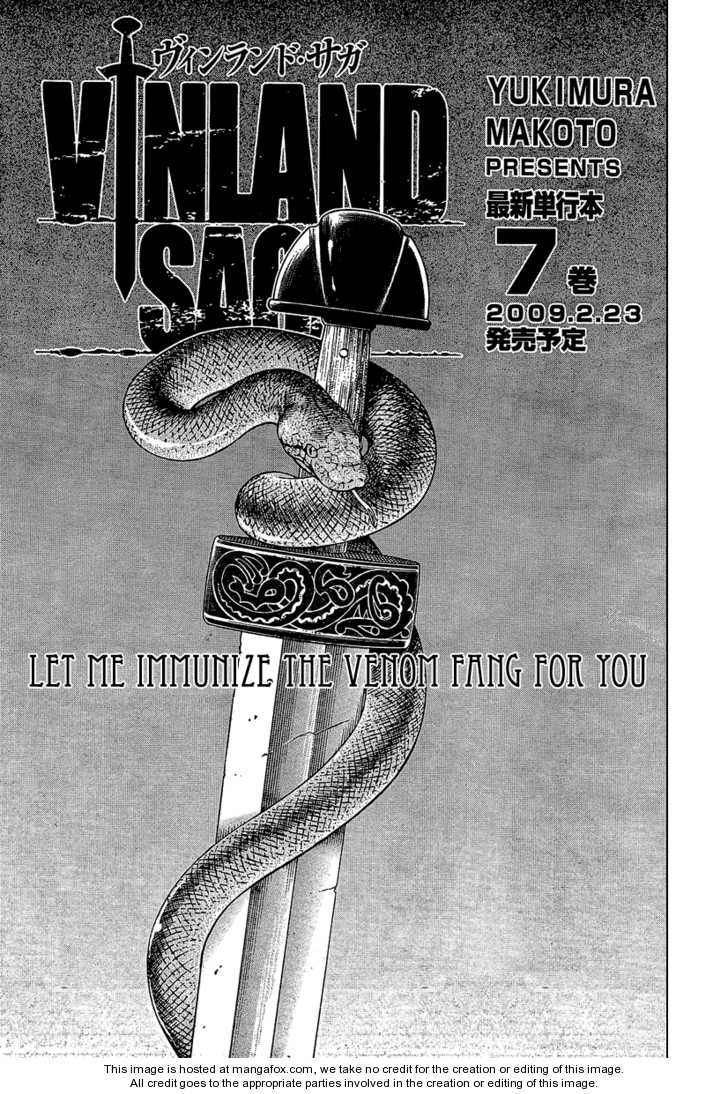 ヴィンランド・サガ
VINLAND
SAGA
YUKIMURA
MAKOTO
PRESENTS
最新単行本
7巻
2009.2.23
発売予定
LET ME IMMUNIZE THE VENOM FANG FOR YOU
This image is hosted at mangafox.com, we take no credit for the creation or editing of this image.
All credit goes to the appropriate parties involved in the creation or editing of this image.